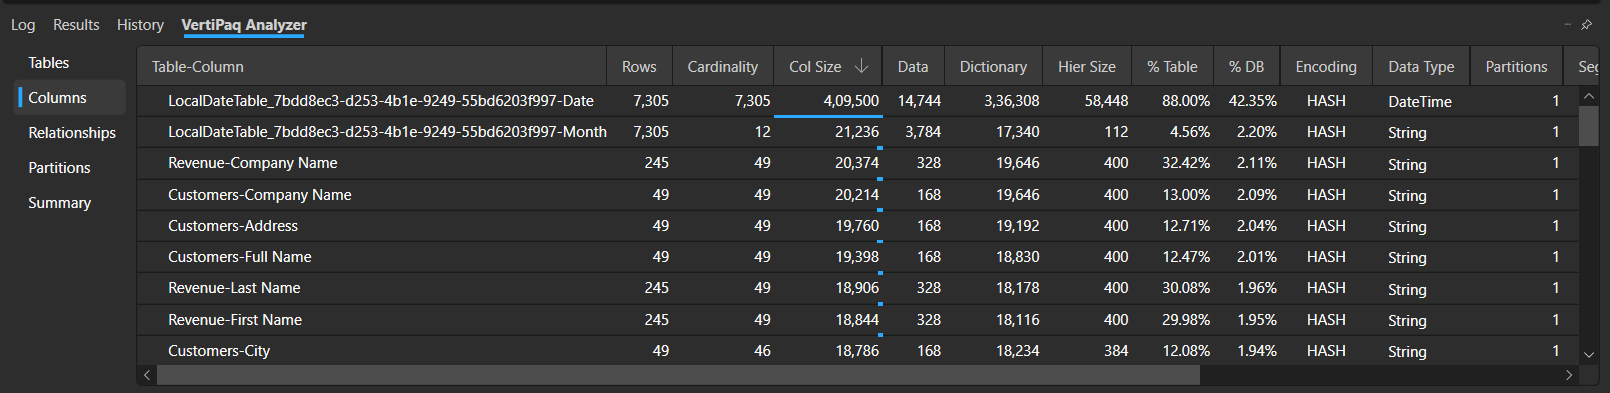 Log Results History VertiPaq Analyzer
Tables
Columns
Relationships
Partitions
Summary
Table-Column Rows Cardinality Col Size ↓ Data Dictionary Hier Size % Table % DB Encoding Data Type Partitions Seg
LocalDateTable_7bdd8ec3-d253-4b1e-9249-55bd6203f997-Date 7,305 7,305 4,09,500 14,744 3,36,308 58,448 88.00% 42.35% HASH DateTime 1
LocalDateTable_7bdd8ec3-d253-4b1e-9249-55bd6203f997-Month 7,305 12 21,236 3,784 17,340 112 4.56% 2.20% HASH String 1
Revenue-Company Name 245 49 20,374 328 19,646 400 32.42% 2.11% HASH String 1
Customers-Company Name 49 49 20,214 168 19,646 400 13.00% 2.09% HASH String 1
Customers-Address 49 49 19,760 168 19,192 400 12.71% 2.04% HASH String 1
Customers-Full Name 49 49 19,398 168 18,830 400 12.47% 2.01% HASH String 1
Revenue-Last Name 245 49 18,906 328 18,178 400 30.08% 1.96% HASH String 1
Revenue-First Name 245 49 18,844 328 18,116 400 29.98% 1.95% HASH String 1
Customers-City 49 46 18,786 168 18,234 384 12.08% 1.94% HASH String 1